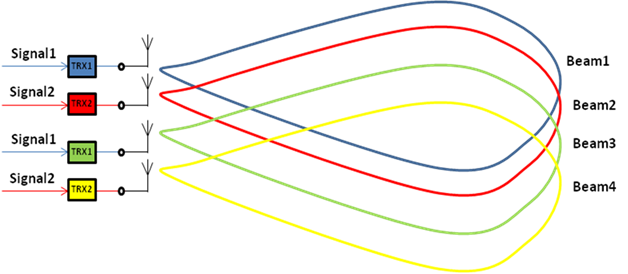 Signal1
TRX1
Beam1
Signal2
TRX2
Beam2
Signal1
TRX1
Beam3
Signal2
TRX2
Beam4